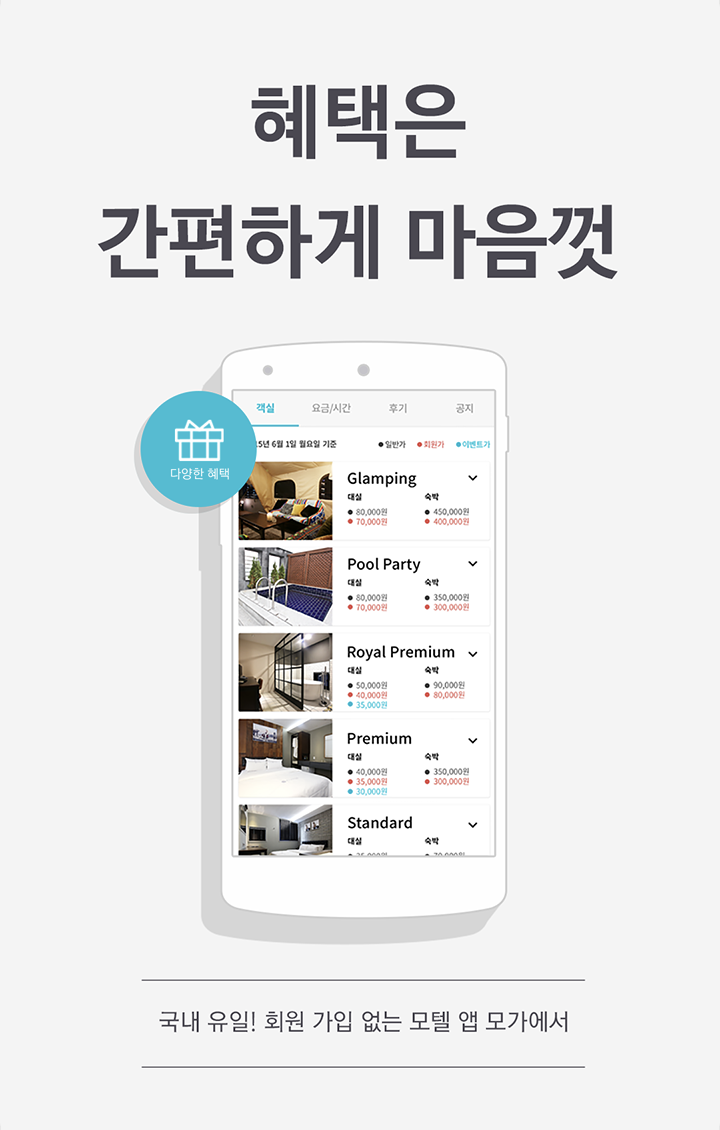 혜택은
간편하게 마음껏
다양한 혜택
객실 요금/시간 후기 공지
15년 6월 1일 월요일 기준 일반가 회원가 이벤트가
Glamping
대실 숙박
80,000원 450,000원
70,000원 400,000원
Pool Party
대실 숙박
80,000원 350,000원
70,000원 300,000원
Royal Premium
대실 숙박
50,000원 90,000원
40,000원 80,000원
35,000원
Premium
대실 숙박
40,000원 350,000원
35,000원 300,000원
30,000원
Standard
대실 숙박
국내 유일! 회원 가입 없는 모텔 앱 모가에서